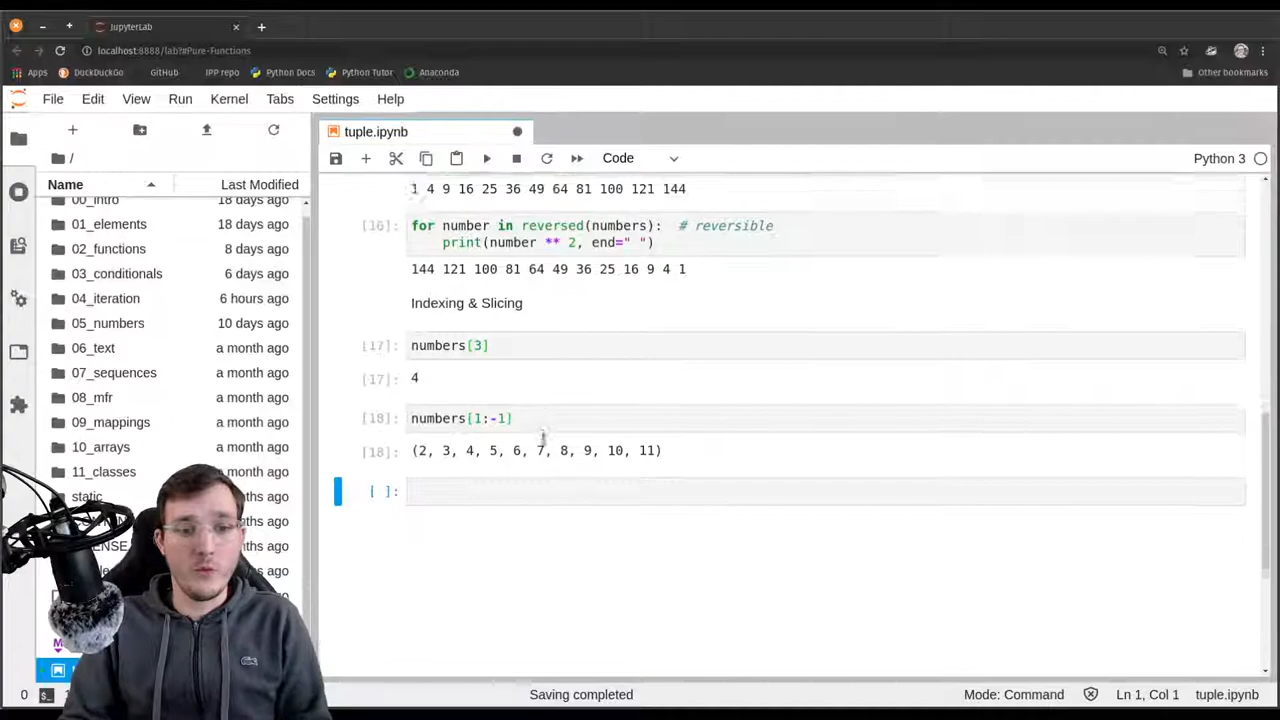 JupyterLab
localhost:8888/lab?#Pure-Functions
Apps DuckDuckGo GitHub IPP repo Python Docs Python Tutor Anaconda Other bookmarks
File Edit View Run Kernel Tabs Settings Help
tuple.ipynb
Code Python 3
/
Name Last Modified
00_intro 18 days ago
01_elements 18 days ago
02_functions 8 days ago
03_conditionals 6 days ago
04_iteration 6 hours ago
05_numbers 10 days ago
06_text a month ago
07_sequences a month ago
08_mfr a month ago
09_mappings a month ago
10_arrays a month ago
11_classes a month ago
static ago
ago
ago
ago
1 4 9 16 25 36 49 64 81 100 121 144
[16]: for number in reversed(numbers):  # reversible
print(number ** 2, end=" ")
144 121 100 81 64 49 36 25 16 9 4 1
Indexing & Slicing
[17]: numbers[3]
[17]: 4
[18]: numbers[1:-1]
[18]: (2, 3, 4, 5, 6, 7, 8, 9, 10, 11)
[ ]:
0 Saving completed Mode: Command Ln 1, Col 1 tuple.ipynb